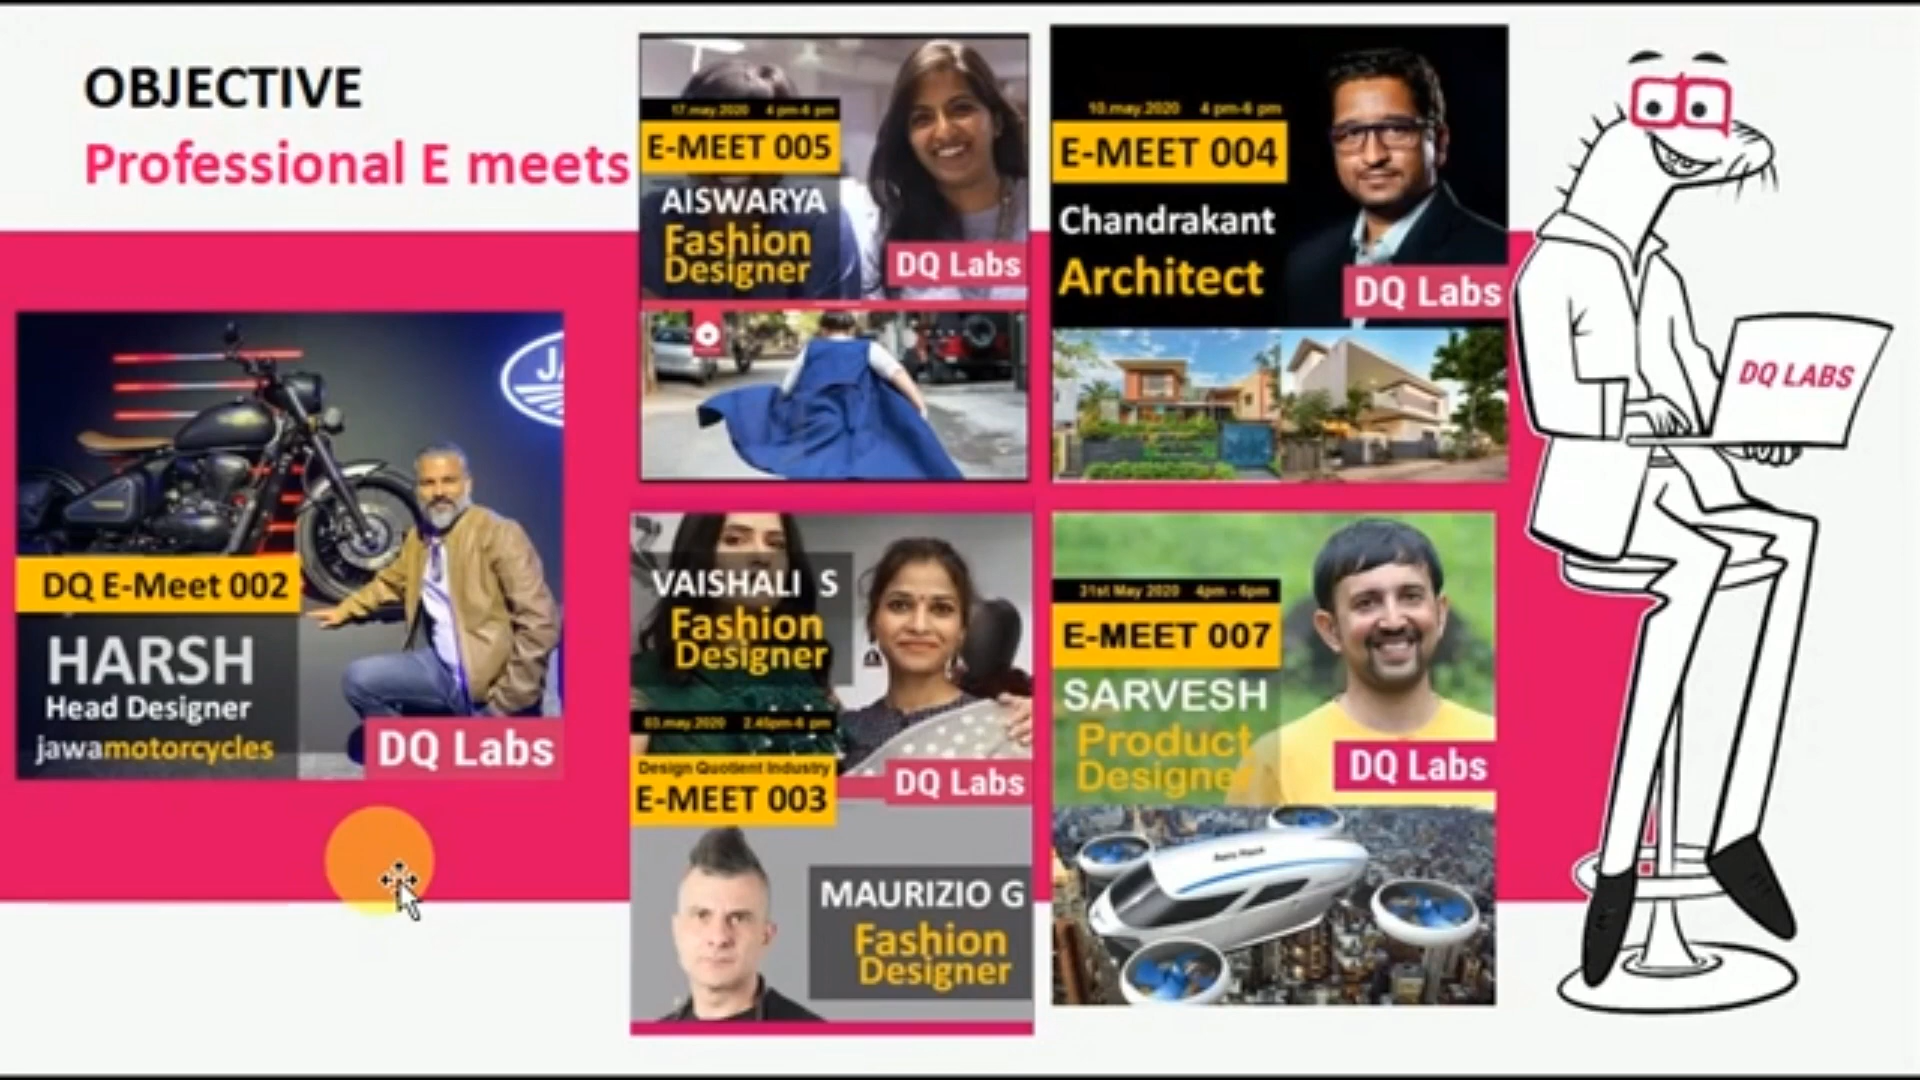 OBJECTIVE
Professional E meets
17.may.2020 4 pm-6 pm
E-MEET 005
AISWARYA
Fashion
Designer
DQ Labs
10.may.2020 4 pm-6 pm
E-MEET 004
Chandrakant
Architect
DQ Labs
DQ LABS
JA
DQ E-Meet 002
HARSH
Head Designer
jawamotorcycles
DQ Labs
VAISHALI S
Fashion
Designer
03.may.2020 2.45pm-6 pm
Design Quotient Industry
E-MEET 003
DQ Labs
MAURIZIO G
Fashion
Designer
31st May 2020 4pm - 6pm
E-MEET 007
SARVESH
Product
Designer
DQ Labs